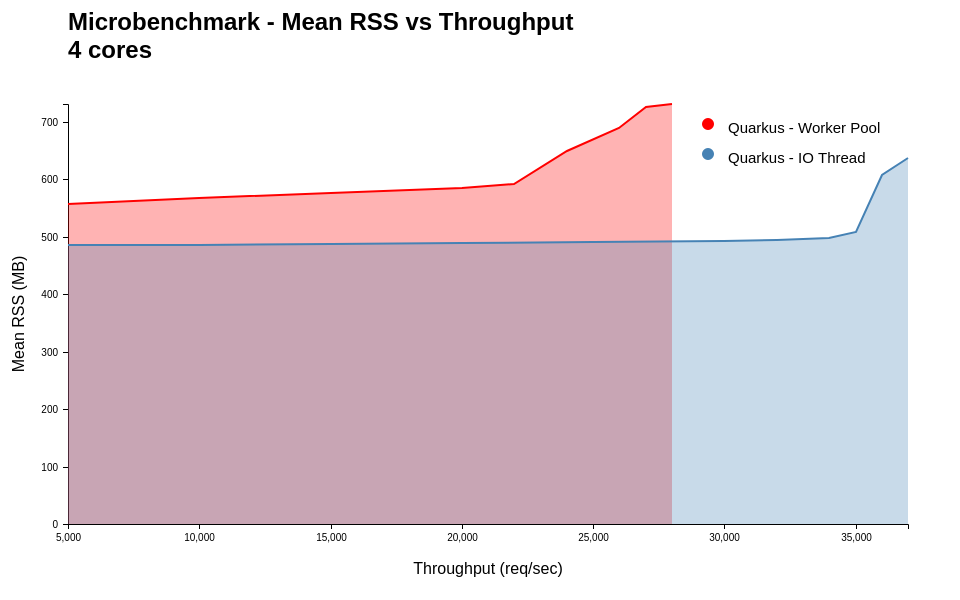 Microbenchmark - Mean RSS vs Throughput
4 cores
Quarkus - Worker Pool
Quarkus - IO Thread
Mean RSS (MB)
700
600
500
400
300
200
100
0
5,000 10,000 15,000 20,000 25,000 30,000 35,000
Throughput (req/sec)